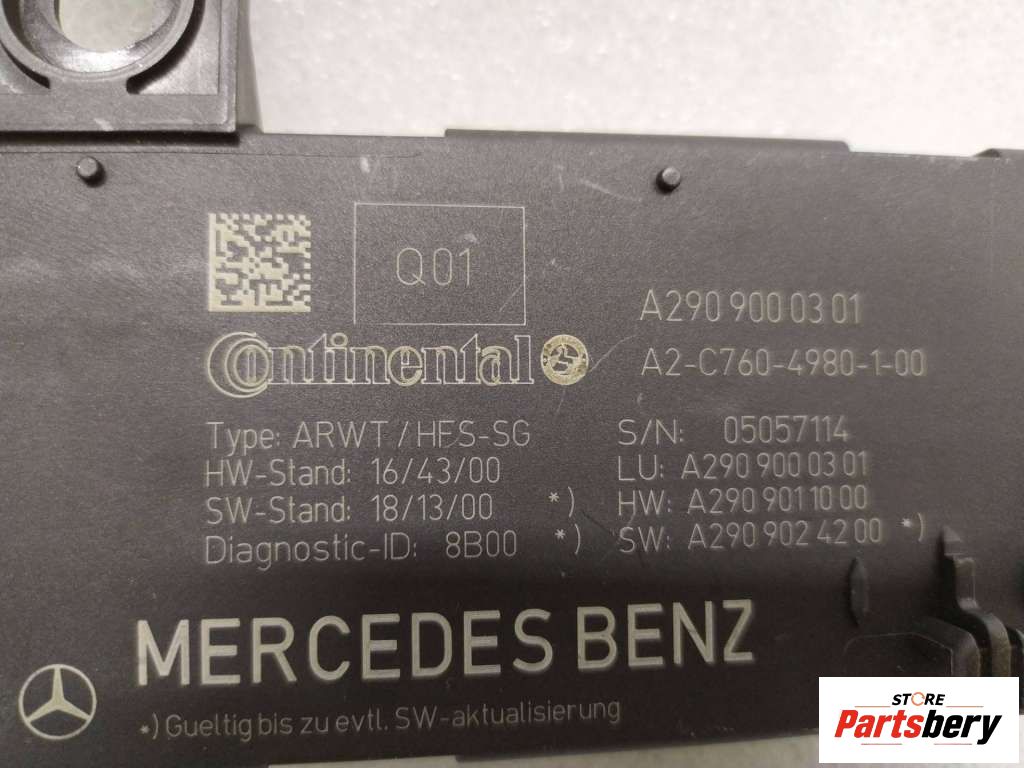 Q01
A290 900 03 01
Continental
A2-C760-4980-1-00
Type: ARWT / HFS-SG
HW-Stand: 16/43/00
SW-Stand: 18/13/00 *)
Diagnostic-ID: 8B00 *)
S/N: 05057114
LU: A290 900 03 01
HW: A290 901 10 00
SW: A290 902 42 00 *)
MERCEDES BENZ
*) Gueltig bis zu evtl. SW-aktualisierung
STORE
Partsbery